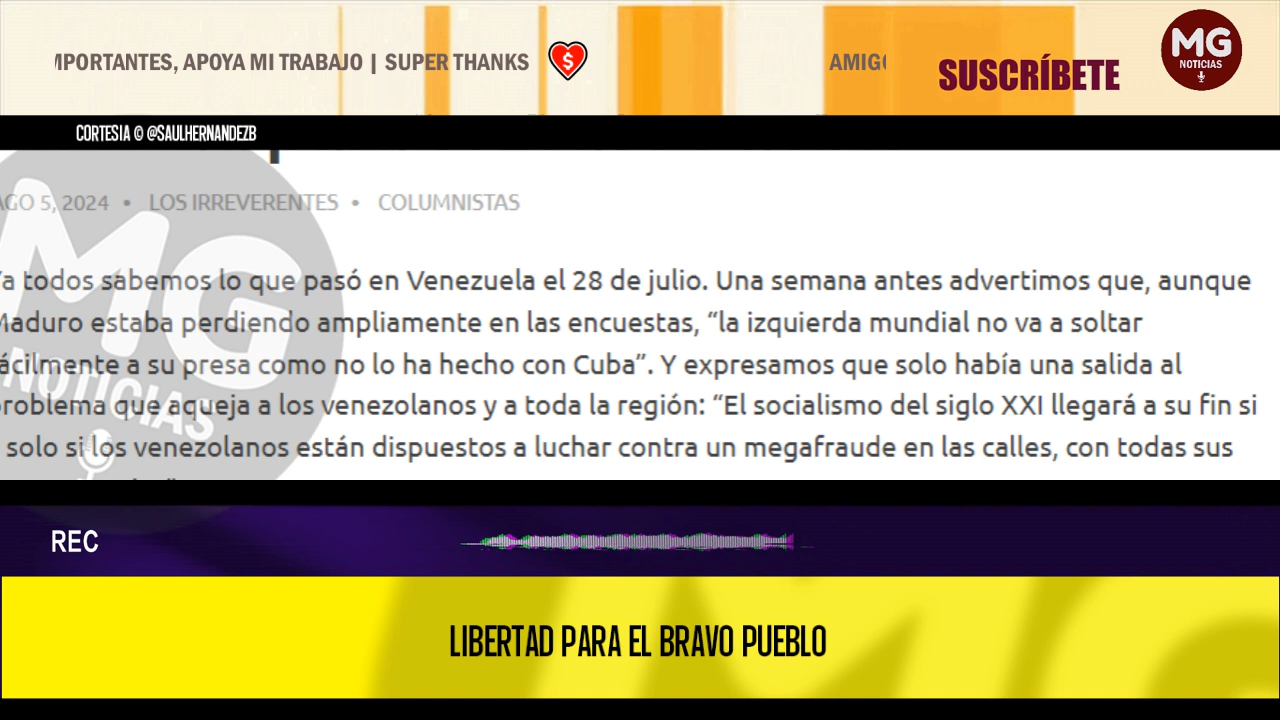 IMPORTANTES, APOYA MI TRABAJO | SUPER THANKS
AMIG
SUSCRÍBETE
MG
NOTICIAS
CORTESIA © @SAULHERNANDEZB
AGO 5, 2024 • LOS IRREVERENTES • COLUMNISTAS
MG
NOTICIAS
Ya todos sabemos lo que pasó en Venezuela el 28 de julio. Una semana antes advertimos que, aunque
Maduro estaba perdiendo ampliamente en las encuestas, “la izquierda mundial no va a soltar
fácilmente a su presa como no lo ha hecho con Cuba”. Y expresamos que solo había una salida al
problema que aqueja a los venezolanos y a toda la región: “El socialismo del siglo XXI llegará a su fin si
solo si los venezolanos están dispuestos a luchar contra un megafraude en las calles, con todas sus
REC
LIBERTAD PARA EL BRAVO PUEBLO